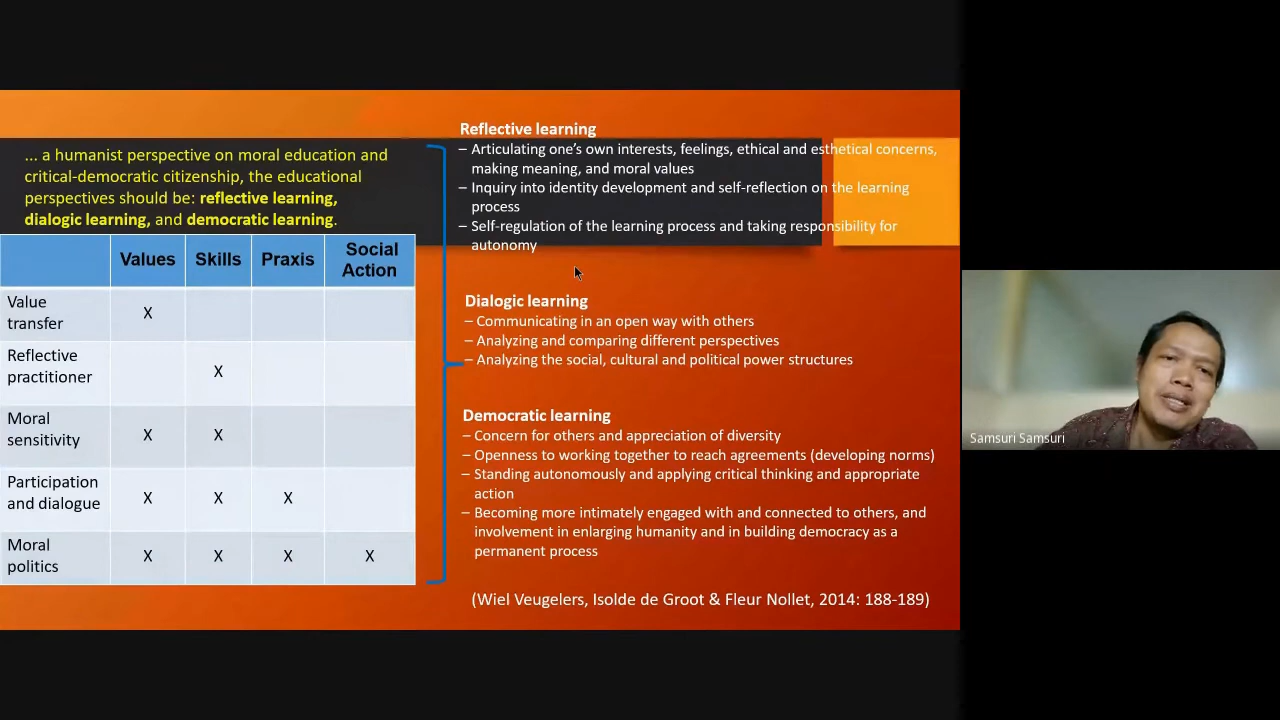 ... a humanist perspective on moral education and
critical-democratic citizenship, the educational
perspectives should be: reflective learning,
dialogic learning, and democratic learning.
Values Skills Praxis Social Action
Value transfer X
Reflective practitioner X
Moral sensitivity X X
Participation and dialogue X X X
Moral politics X X X X
Reflective learning
– Articulating one's own interests, feelings, ethical and esthetical concerns,
making meaning, and moral values
– Inquiry into identity development and self-reflection on the learning
process
– Self-regulation of the learning process and taking responsibility for
autonomy
Dialogic learning
– Communicating in an open way with others
– Analyzing and comparing different perspectives
– Analyzing the social, cultural and political power structures
Democratic learning
– Concern for others and appreciation of diversity
– Openness to working together to reach agreements (developing norms)
– Standing autonomously and applying critical thinking and appropriate
action
– Becoming more intimately engaged with and connected to others, and
involvement in enlarging humanity and in building democracy as a
permanent process
(Wiel Veugelers, Isolde de Groot & Fleur Nollet, 2014: 188-189)
Samsuri Samsuri